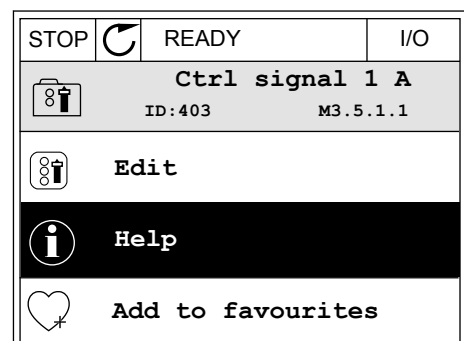 STOP READY I/O
Ctrl signal 1 A
ID:403 M3.5.1.1
Edit
Help
Add to favourites